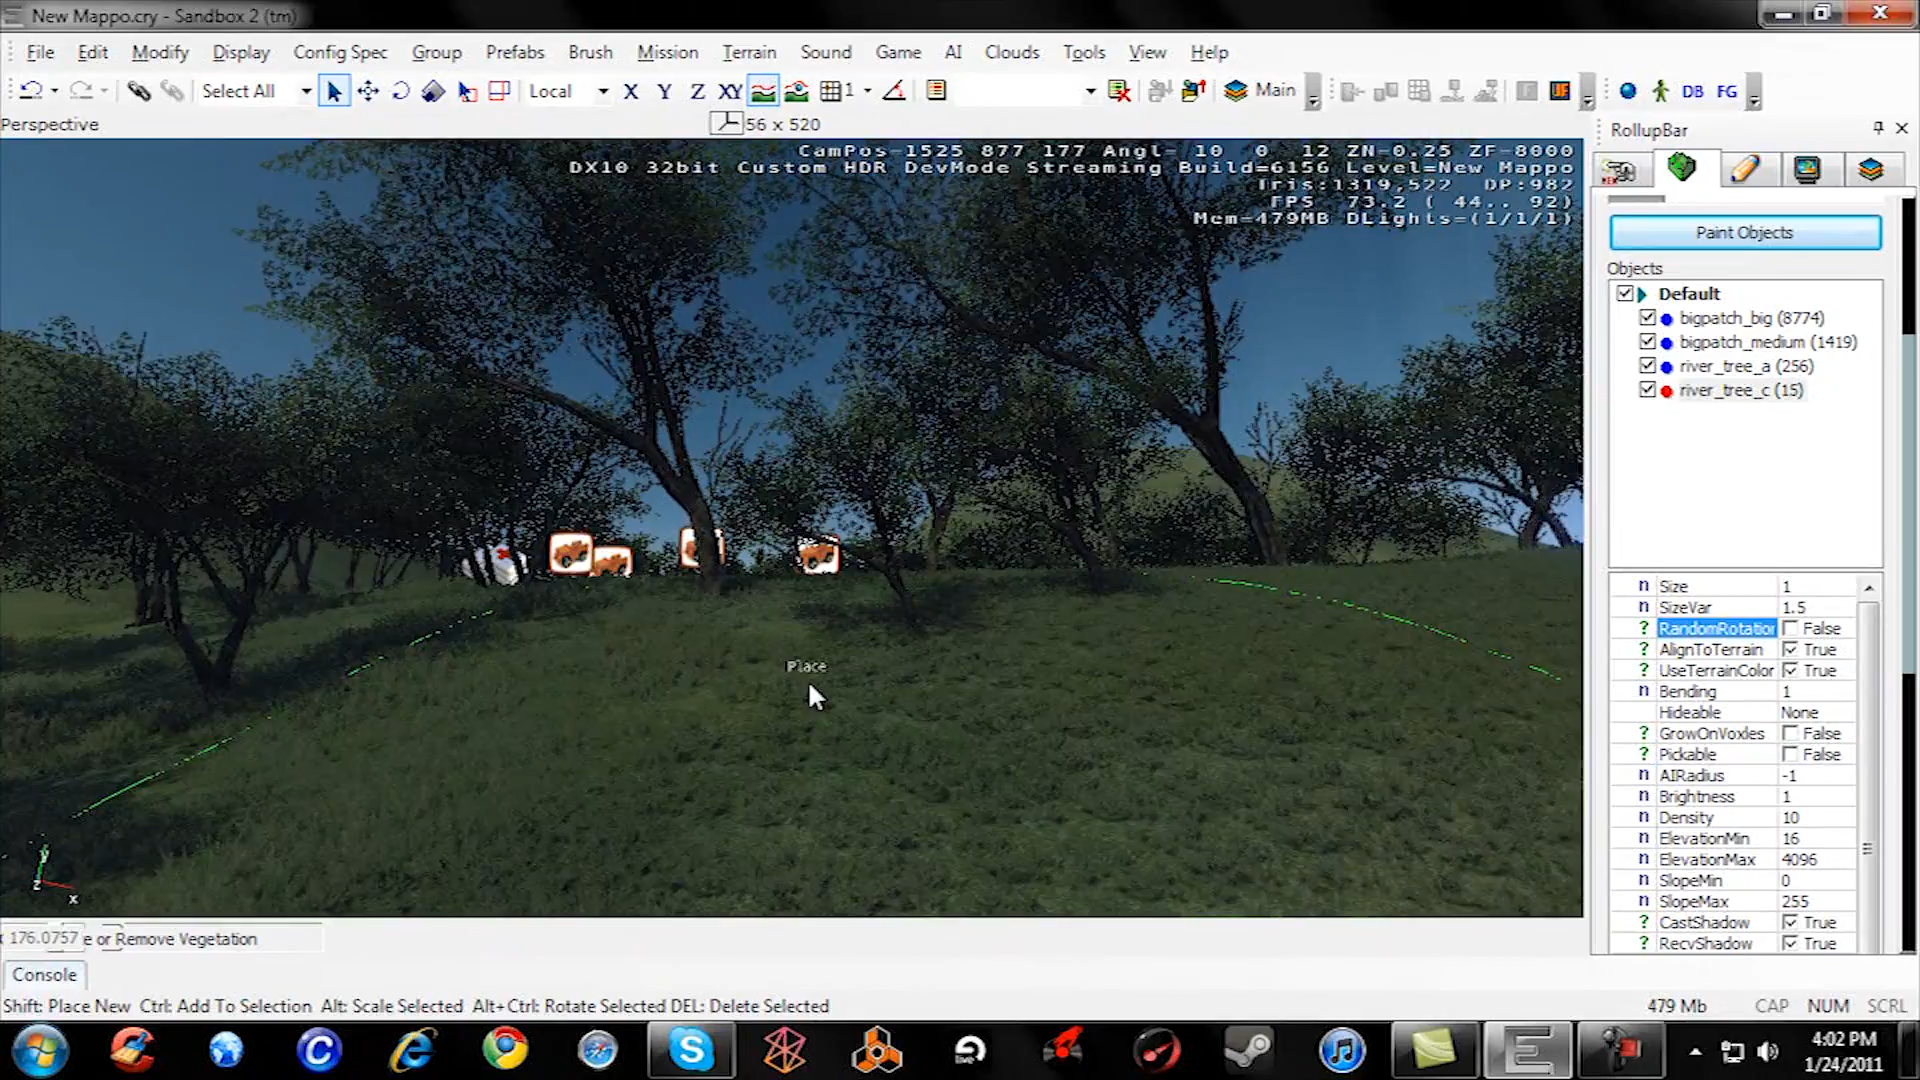 New Mappo.cry - Sandbox 2 (tm)
File Edit Modify Display Config Spec Group Prefabs Brush Mission Terrain Sound Game AI Clouds Tools View Help
Select All Local X Y Z XY 1 Main DB FG
Perspective
56 x 520
RollupBar
CamPos-1525 877 177 Angl- 10 0 12 ZN-0.25 ZF-8000
DX10 32bit Custom HDR DevMode Streaming Build=6156 Level=New Mappo
Tris:1319,522 DP:982
FPS 73.2 ( 44.. 92)
Mem=479MB DLights=(1/1/1)
NEW
Paint Objects
Objects
Default
bigpatch_big (8774)
bigpatch_medium (1419)
river_tree_a (256)
river_tree_c (15)
n Size 1
n SizeVar 1.5
? RandomRotation False
? AlignToTerrain True
? UseTerrainColor True
n Bending 1
Hideable None
? GrowOnVoxles False
? Pickable False
n AIRadius -1
n Brightness 1
n Density 10
n ElevationMin 16
n ElevationMax 4096
n SlopeMin 0
n SlopeMax 255
? CastShadow True
? RecvShadow True
Place
y
z
x
176.0757 e or Remove Vegetation
Console
Shift: Place New Ctrl: Add To Selection Alt: Scale Selected Alt+Ctrl: Rotate Selected DEL: Delete Selected
479 Mb CAP NUM SCRL
live
4:02 PM
1/24/2011